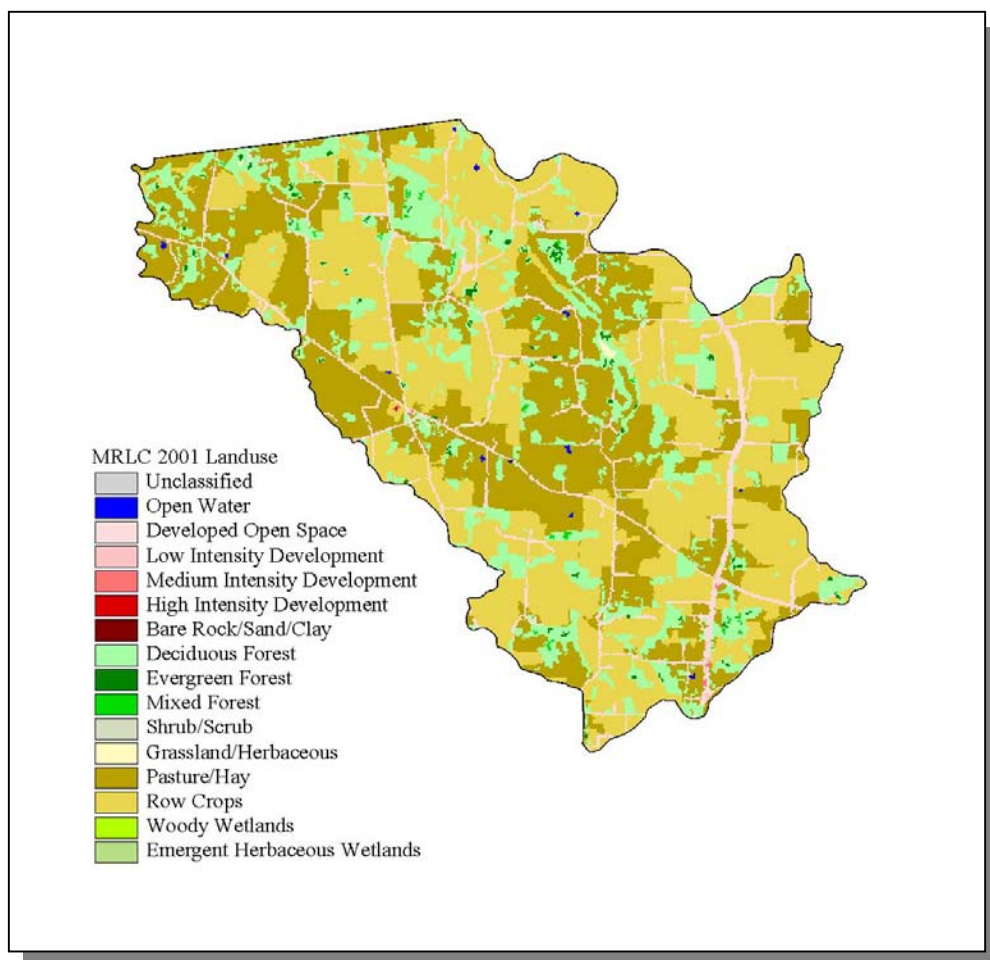 MRLC 2001 Landuse
Unclassified
Open Water
Developed Open Space
Low Intensity Development
Medium Intensity Development
High Intensity Development
Bare Rock/Sand/Clay
Deciduous Forest
Evergreen Forest
Mixed Forest
Shrub/Scrub
Grassland/Herbaceous
Pasture/Hay
Row Crops
Woody Wetlands
Emergent Herbaceous Wetlands